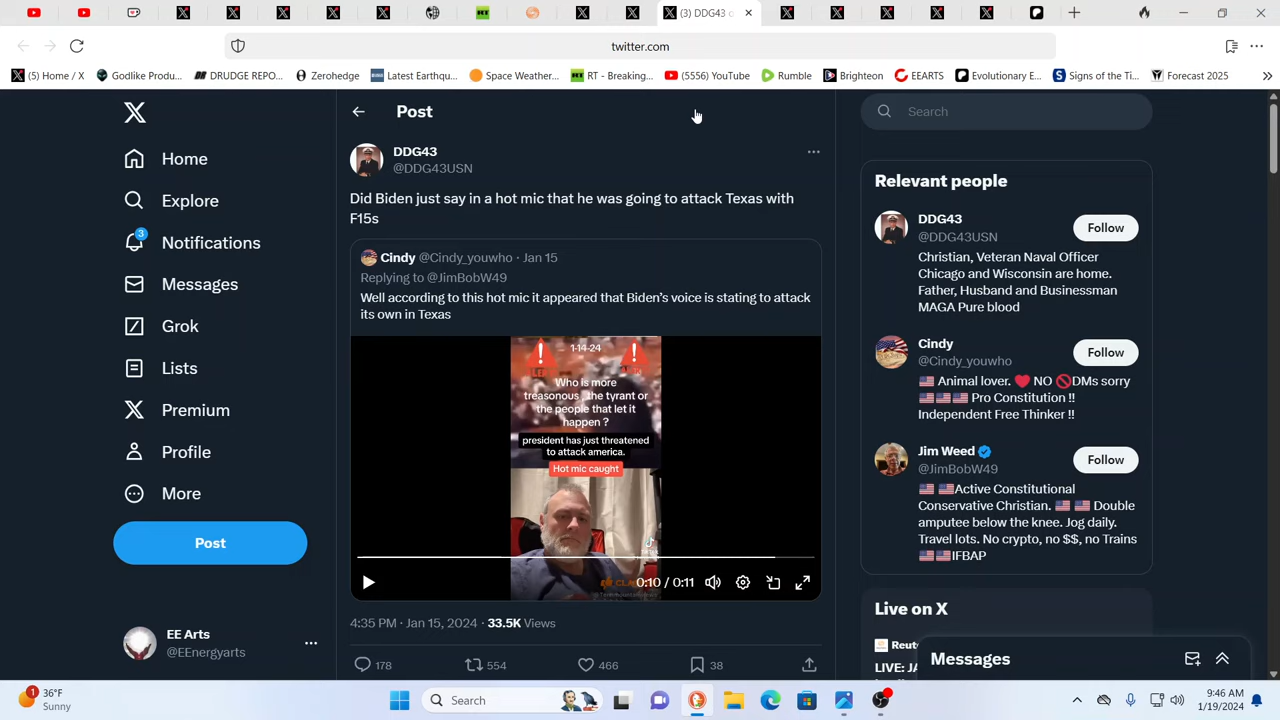 (3) DDG43 o
twitter.com
(5) Home / X
Godlike Produ...
DRUDGE REPO...
Zerohedge
Latest Earthqu...
Space Weather...
RT - Breaking...
(5556) YouTube
Rumble
Brighteon
EEARTS
Evolutionary E...
Signs of the Ti...
Forecast 2025
Home
Explore
3
Notifications
Messages
Grok
Lists
Premium
Profile
More
Post
EE Arts
@EEnergyarts
Post
DDG43
@DDG43USN
Did Biden just say in a hot mic that he was going to attack Texas with
F15s
Cindy @Cindy_youwho · Jan 15
Replying to @JimBobW49
Well according to this hot mic it appeared that Biden's voice is stating to attack
its own in Texas
1-14-24
Who is more
treasonous , the tyrant or
the people that let it
happen ?
president has just threatened
to attack america.
Hot mic caught
0:10 / 0:11
4:35 PM · Jan 15, 2024 · 33.5K Views
178
554
466
38
Search
Relevant people
DDG43
@DDG43USN
Follow
Christian, Veteran Naval Officer
Chicago and Wisconsin are home.
Father, Husband and Businessman
MAGA Pure blood
Cindy
@Cindy_youwho
Follow
Animal lover. NO DMs sorry
Pro Constitution !!
Independent Free Thinker !!
Jim Weed
@JimBobW49
Follow
Active Constitutional
Conservative Christian. Double
amputee below the knee. Jog daily.
Travel lots. No crypto, no $$, no Trains
IFBAP
Live on X
Reut
LIVE: JA
Messages
1
36°F
Sunny
Search
9:46 AM
1/19/2024